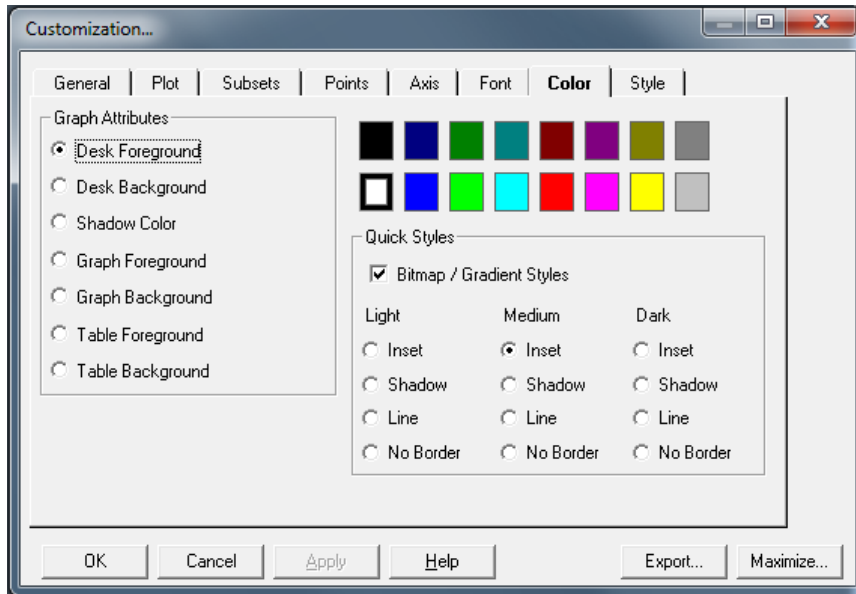 Customization...
General Plot Subsets Points Axis Font Color Style
Graph Attributes
Desk Foreground
Desk Background
Shadow Color
Graph Foreground
Graph Background
Table Foreground
Table Background
Quick Styles
Bitmap / Gradient Styles
Light Medium Dark
Inset Inset Inset
Shadow Shadow Shadow
Line Line Line
No Border No Border No Border
OK Cancel Apply Help Export... Maximize...